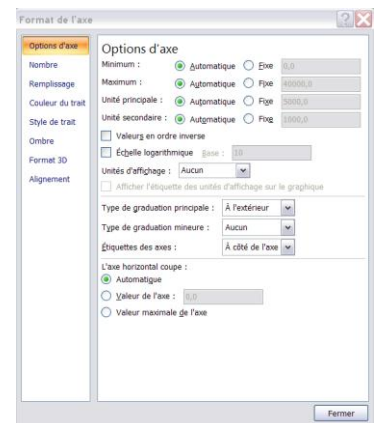 Format de l'axe
Options d'axe
Nombre
Remplissage
Couleur du trait
Style de trait
Ombre
Format 3D
Alignement
Options d'axe
Minimum : Automatique Fixe 0,0
Maximum : Automatique Fixe 40000,0
Unité principale : Automatique Fixe 5000,0
Unité secondaire : Automatique Fixe 1000,0
Valeurs en ordre inverse
Échelle logarithmique Base : 10
Unités d'affichage : Aucun
Afficher l'étiquette des unités d'affichage sur le graphique
Type de graduation principale : À l'extérieur
Type de graduation mineure : Aucun
Étiquettes des axes : À côté de l'axe
L'axe horizontal coupe :
Automatique
Valeur de l'axe : 0,0
Valeur maximale de l'axe
Fermer